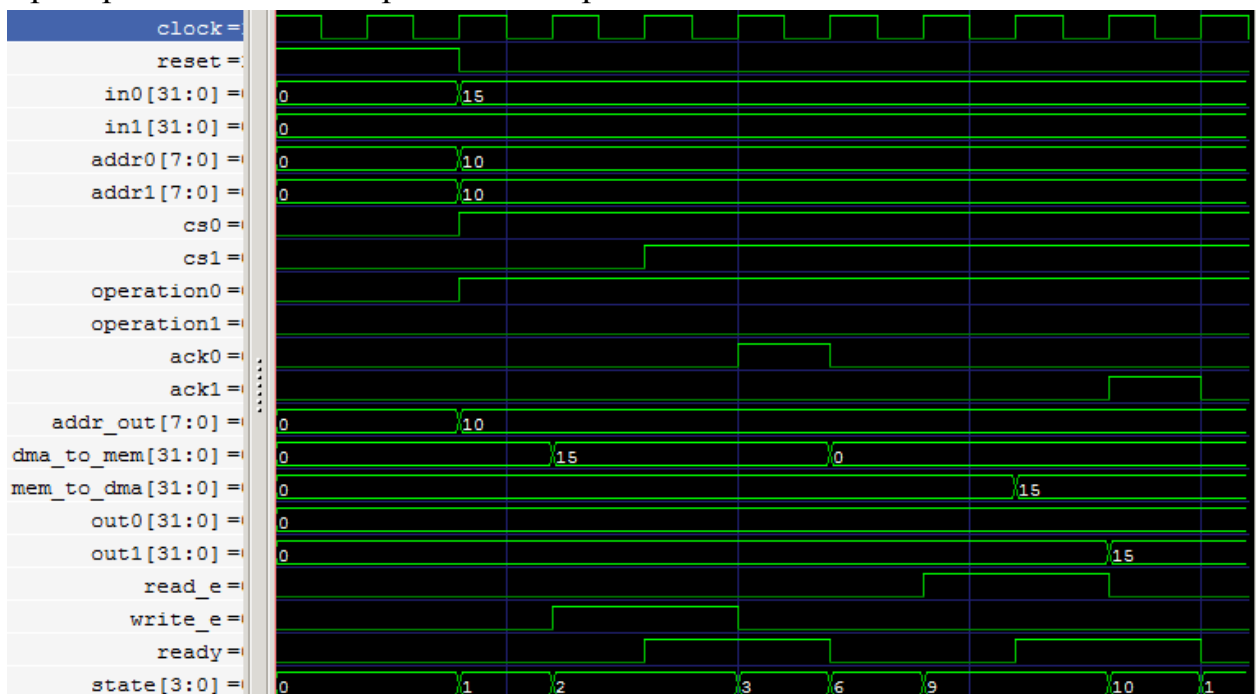 clock =
reset =
in0[31:0] = 0 15
in1[31:0] = 0
addr0[7:0] = 0 10
addr1[7:0] = 0 10
cs0 =
cs1 =
operation0 =
operation1 =
ack0 =
ack1 =
addr_out[7:0] = 0 10
dma_to_mem[31:0] = 0 15 0
mem_to_dma[31:0] = 0 15
out0[31:0] = 0
out1[31:0] = 0 15
read_e =
write_e =
ready =
state[3:0] = 0 1 2 3 6 9 10 1